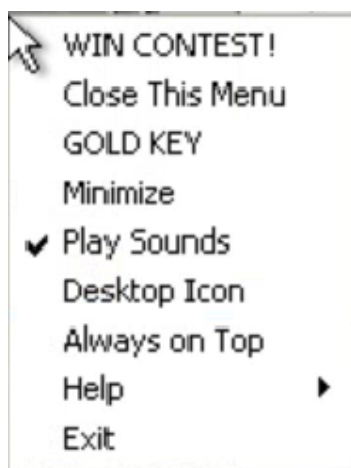 WIN CONTEST!
Close This Menu
GOLD KEY
Minimize
Play Sounds
Desktop Icon
Always on Top
Help
Exit